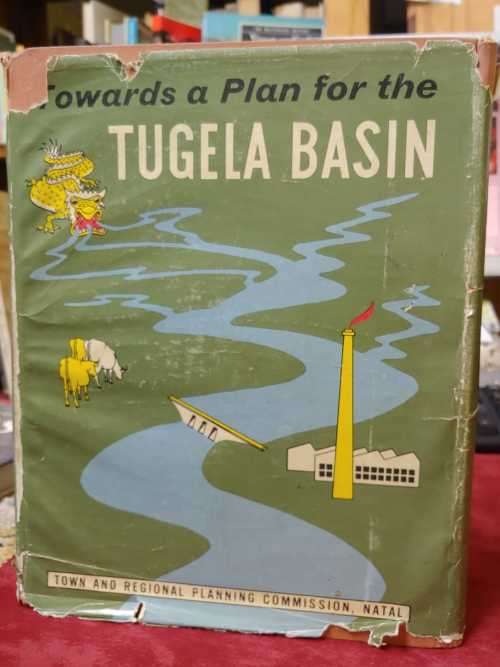 Towards a Plan for the
TUGELA BASIN
TOWN AND REGIONAL PLANNING COMMISSION, NATAL